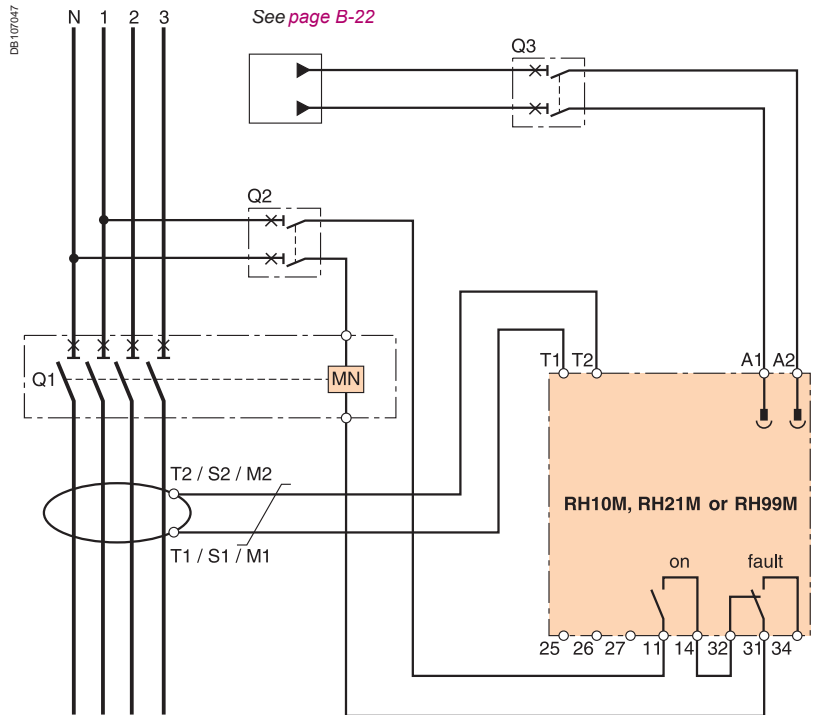 DB107047
N 1 2 3
See page B-22
Q3
Q2
Q1
MN
T1 T2
A1 A2
T2 / S2 / M2
T1 / S1 / M1
RH10M, RH21M or RH99M
on
fault
25 26 27 11 14 32 31 34